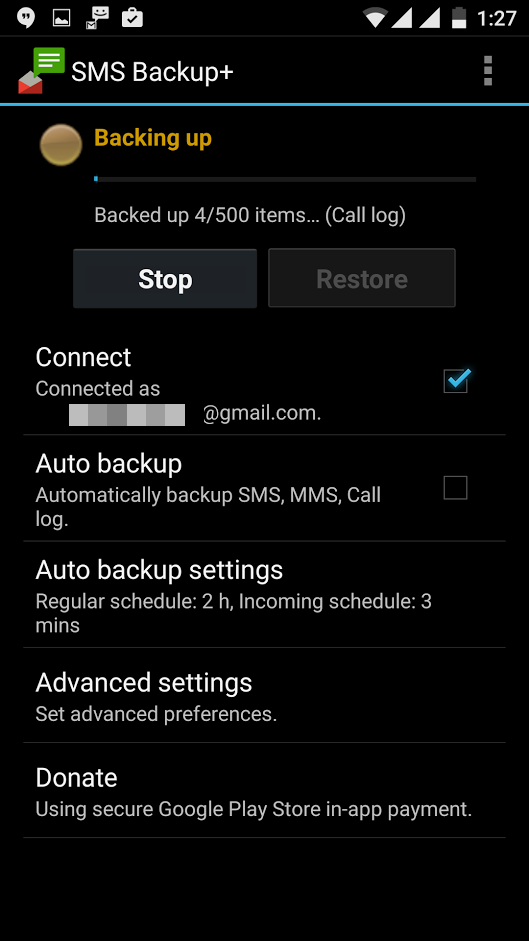 1:27
SMS Backup+
Backing up
Backed up 4/500 items... (Call log)
Stop
Restore
Connect
Connected as
@gmail.com.
Auto backup
Automatically backup SMS, MMS, Call
log.
Auto backup settings
Regular schedule: 2 h, Incoming schedule: 3
mins
Advanced settings
Set advanced preferences.
Donate
Using secure Google Play Store in-app payment.